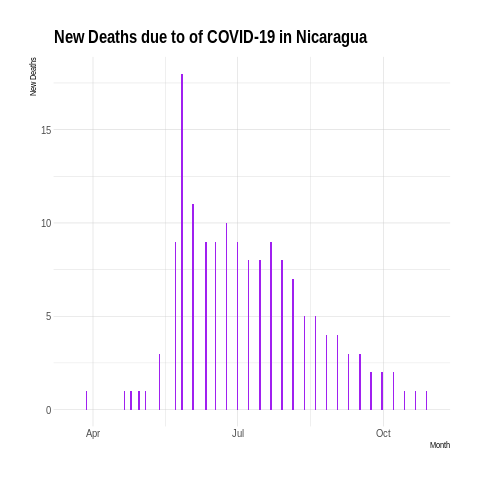 New Deaths due to of COVID-19 in Nicaragua
New Deaths
15
10
5
0
Apr Jul Oct
Month